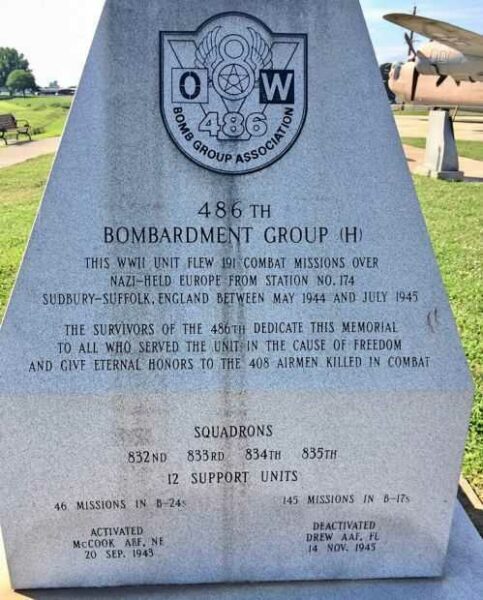 8
O W
486
BOMB GROUP ASSOCIATION
486 TH
BOMBARDMENT GROUP (H)
THIS WWII UNIT FLEW 191 COMBAT MISSIONS OVER
NAZI-HELD EUROPE FROM STATION NO. 174
SUDBURY-SUFFOLK, ENGLAND BETWEEN MAY 1944 AND JULY 1945
THE SURVIVORS OF THE 486TH DEDICATE THIS MEMORIAL
TO ALL WHO SERVED THE UNIT IN THE CAUSE OF FREEDOM
AND GIVE ETERNAL HONORS TO THE 408 AIRMEN KILLED IN COMBAT
SQUADRONS
832ND 833RD 834TH 835TH
12 SUPPORT UNITS
46 MISSIONS IN B-24s 145 MISSIONS IN B-17s
ACTIVATED
McCOOK ABF, NE
20 SEP. 1943
DEACTIVATED
DREW AAF, FL
14 NOV. 1945